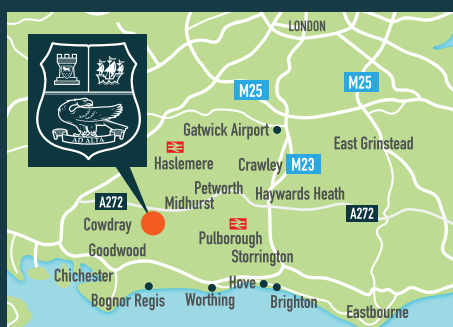 LONDON
M25
M25
Gatwick Airport
East Grinstead
Haslemere
Crawley
M23
Petworth
Haywards Heath
A272
Midhurst
A272
Cowdray
Pulborough
Goodwood
Storrington
Chichester
Hove
Bognor Regis
Worthing
Brighton
Eastbourne
AD ALTA